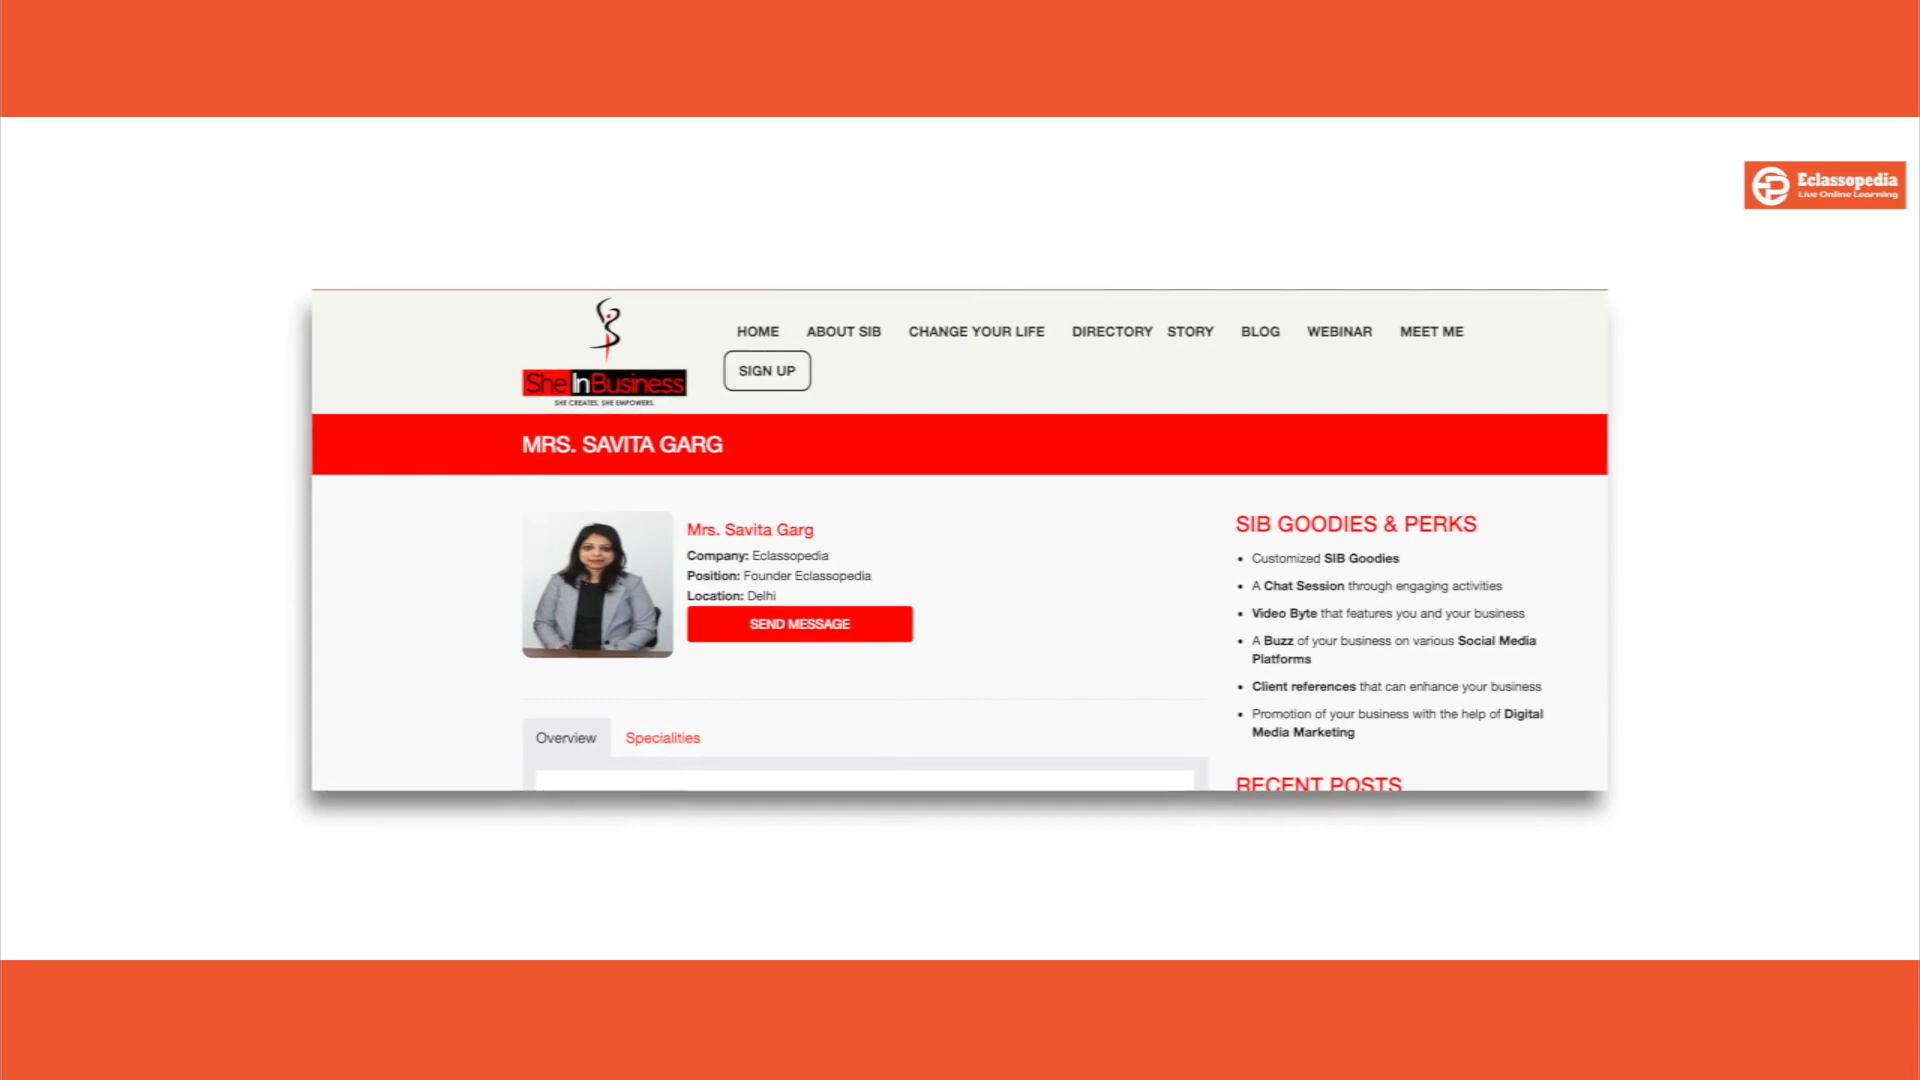 Eclassopedia
Live Online Learning
HOME ABOUT SIB CHANGE YOUR LIFE DIRECTORY STORY BLOG WEBINAR MEET ME
SIGN UP
SheInBusiness
SHE CREATES, SHE EMPOWERS.
MRS. SAVITA GARG
Mrs. Savita Garg
Company: Eclassopedia
Position: Founder Eclassopedia
Location: Delhi
SEND MESSAGE
Overview Specialities
SIB GOODIES & PERKS
• Customized SIB Goodies
• A Chat Session through engaging activities
• Video Byte that features you and your business
• A Buzz of your business on various Social Media
Platforms
• Client references that can enhance your business
• Promotion of your business with the help of Digital
Media Marketing
RECENT POSTS